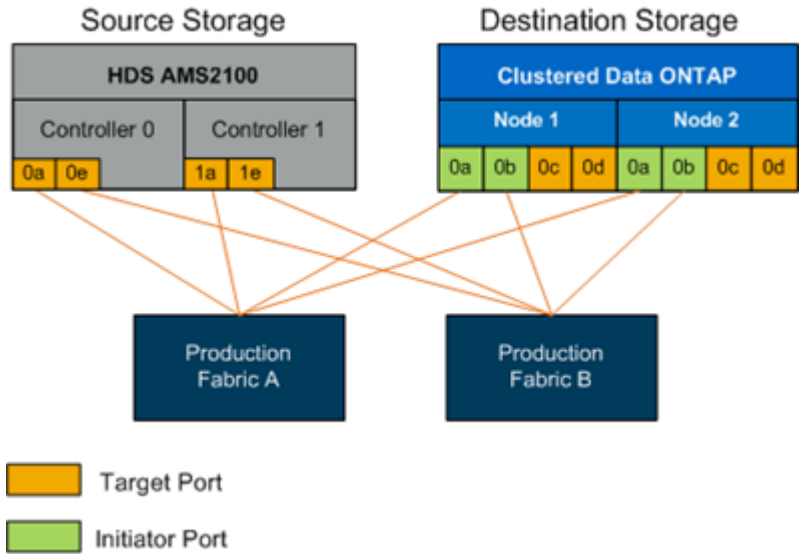 Source Storage
Destination Storage
HDS AMS2100
Clustered Data ONTAP
Controller 0
Controller 1
Node 1
Node 2
0a 0e 1a 1e
0a 0b 0c 0d 0a 0b 0c 0d
Production
Fabric A
Production
Fabric B
Target Port
Initiator Port